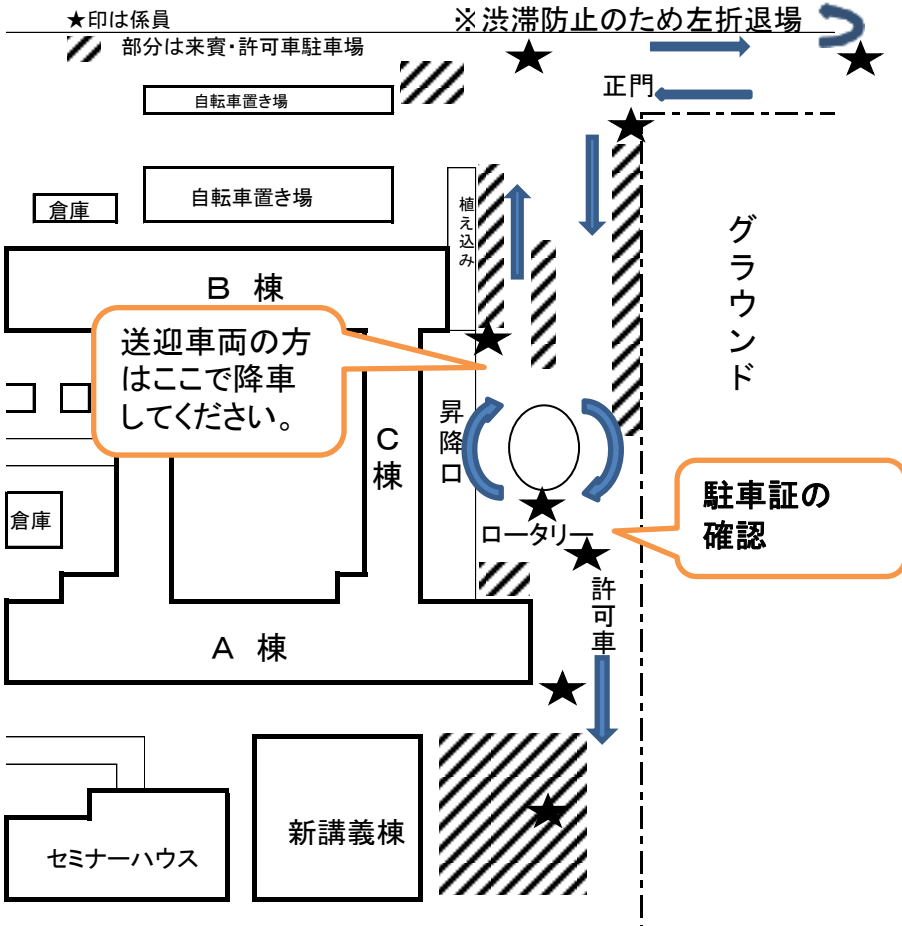 ★印は係員
※渋滞防止のため左折退場
部分は来賓・許可車駐車場
正門
自転車置き場
自転車置き場
倉庫
植え込み
グラウンド
B 棟
送迎車両の方
はここで降車
してください。
C棟
昇降口
倉庫
ロータリー
駐車証の
確認
許可車
A 棟
新講義棟
セミナーハウス